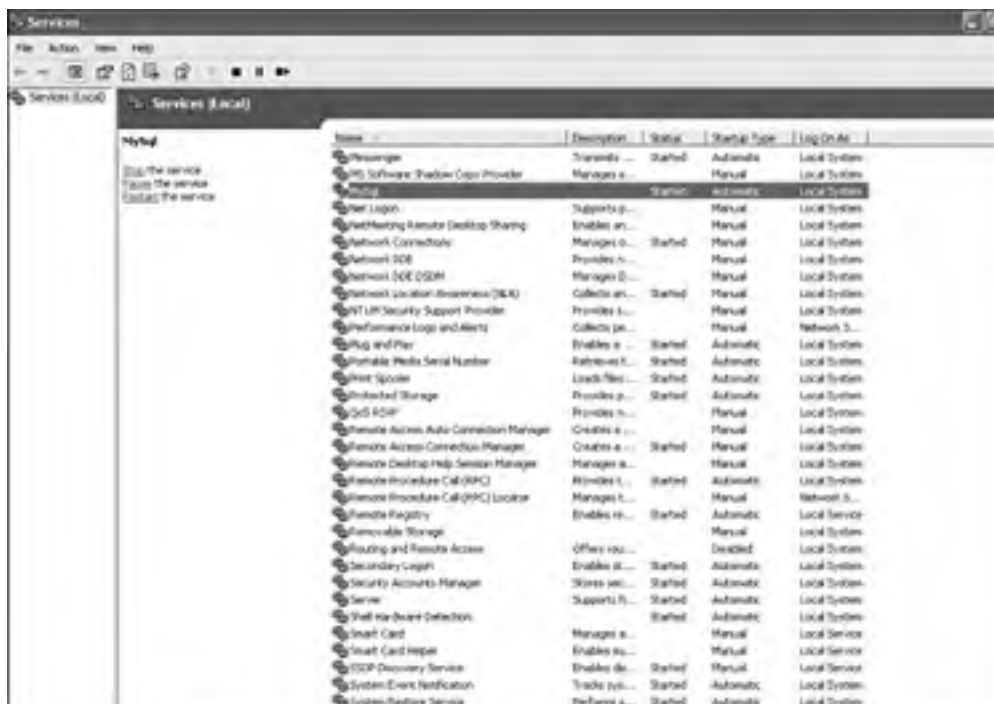 Services
File Action View Help
Services (Local)
Services (Local)
MySql
Stop the service
Pause the service
Restart the service
Name Description Status Startup Type Log On As
Messenger Transmits ... Started Automatic Local System
MS Software Shadow Copy Provider Manages s... Manual Local System
MySql Started Automatic Local System
Net Logon Supports p... Manual Local System
NetMeeting Remote Desktop Sharing Enables an... Manual Local System
Network Connections Manages o... Started Manual Local System
Network DDE Provides n... Manual Local System
Network DDE DSDM Manages D... Manual Local System
Network Location Awareness (NLA) Collects an... Started Manual Local System
NT LM Security Support Provider Provides s... Manual Local System
Performance Logs and Alerts Collects pe... Manual Network S...
Plug and Play Enables a ... Started Automatic Local System
Portable Media Serial Number Retrieves t... Started Automatic Local System
Print Spooler Loads files... Started Automatic Local System
Protected Storage Provides p... Started Automatic Local System
QoS RSVP Provides n... Manual Local System
Remote Access Auto Connection Manager Creates a ... Manual Local System
Remote Access Connection Manager Creates a ... Started Manual Local System
Remote Desktop Help Session Manager Manages a... Manual Local System
Remote Procedure Call (RPC) Provides t... Started Automatic Local System
Remote Procedure Call (RPC) Locator Manages t... Manual Network S...
Remote Registry Enables re... Started Automatic Local Service
Removable Storage Manual Local System
Routing and Remote Access Offers rou... Disabled Local System
Secondary Logon Enables st... Started Automatic Local System
Security Accounts Manager Stores sec... Started Automatic Local System
Server Supports fi... Started Automatic Local System
Shell Hardware Detection Started Automatic Local System
Smart Card Manages a... Manual Local Service
Smart Card Helper Enables su... Manual Local Service
SSDP Discovery Service Enables de... Started Manual Local Service
System Event Notification Tracks sys... Started Automatic Local System
System Restore Service Performs s... Started Automatic Local System